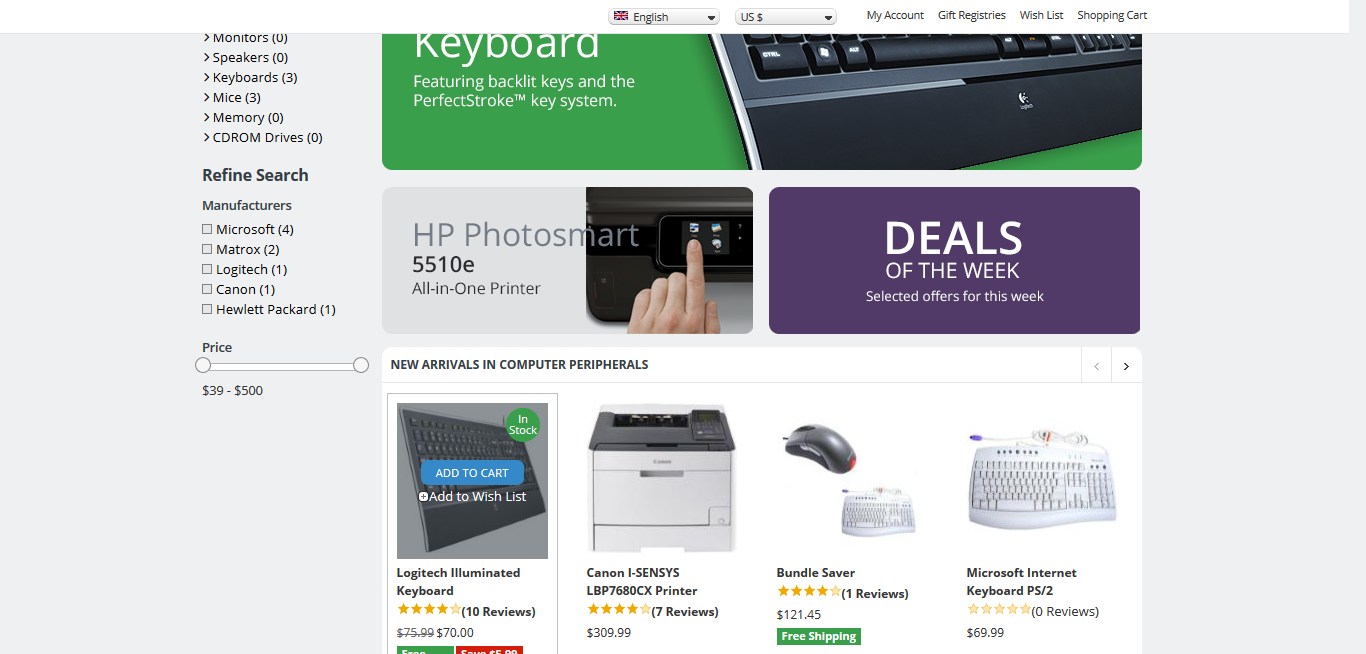 English
US $
My Account
Gift Registries
Wish List
Shopping Cart
Monitors (0)
Speakers (0)
Keyboards (3)
Mice (3)
Memory (0)
CDROM Drives (0)
Refine Search
Manufacturers
Microsoft (4)
Matrox (2)
Logitech (1)
Canon (1)
Hewlett Packard (1)
Price
$39 - $500
Keyboard
Featuring backlit keys and the
PerfectStroke™ key system.
CTRL
ALT
ALT
CTRL
Logitech
HP Photosmart
5510e
All-in-One Printer
DEALS
OF THE WEEK
Selected offers for this week
NEW ARRIVALS IN COMPUTER PERIPHERALS
In
Stock
ADD TO CART
Add to Wish List
Logitech Illuminated
Keyboard
(10 Reviews)
$75.99 $70.00
Free
Save $5.99
Canon
Canon I-SENSYS
LBP7680CX Printer
(7 Reviews)
$309.99
Bundle Saver
(1 Reviews)
$121.45
Free Shipping
Microsoft Internet
Keyboard PS/2
(0 Reviews)
$69.99